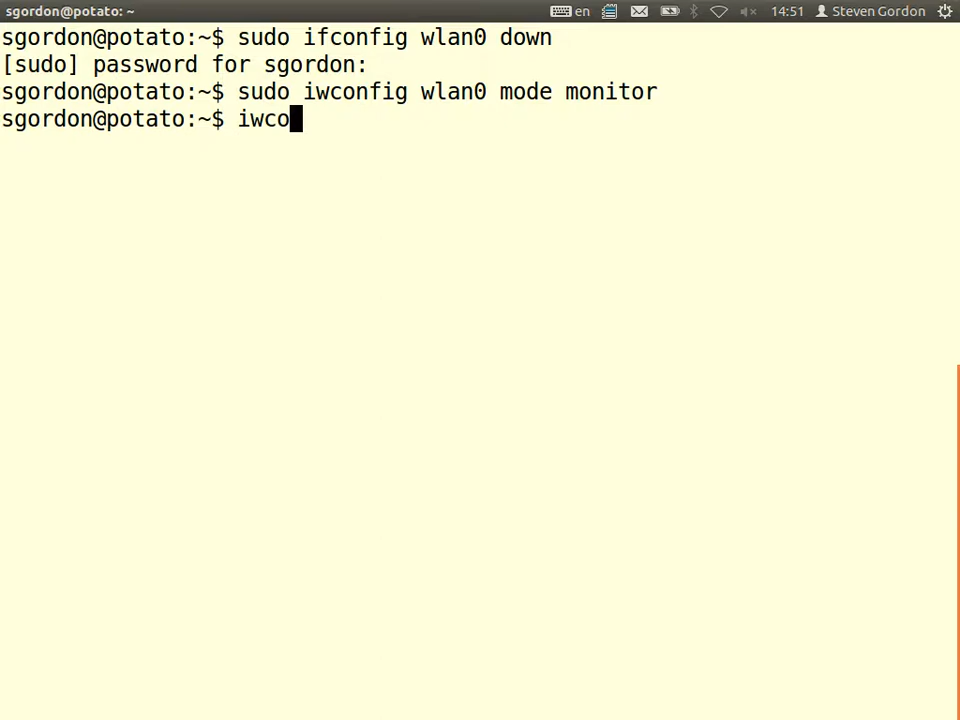 sgordon@potato: ~ en 14:51 Steven Gordon
sgordon@potato:~$ sudo ifconfig wlan0 down
[sudo] password for sgordon:
sgordon@potato:~$ sudo iwconfig wlan0 mode monitor
sgordon@potato:~$ iwco